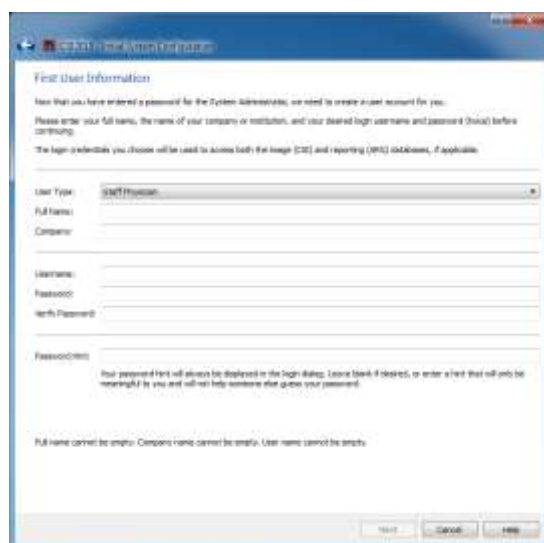 Initial System Configuration
First User Information
Now that you have entered a password for the System Administrator, we need to create a user account for you.
Please enter your full name, the name of your company or institution, and your desired login username and password (twice) before
continuing.
The login credentials you choose will be used to access both the image (CSI) and reporting (ARS) databases, if applicable.
User Type: Staff Physician
Full Name:
Company:
Username:
Password:
Verify Password:
Password Hint:
Your password hint will always be displayed in the login dialog. Leave blank if desired, or enter a hint that will only be
meaningful to you and will not help someone else guess your password.
Full name cannot be empty. Company name cannot be empty. User name cannot be empty.
Next Cancel Help